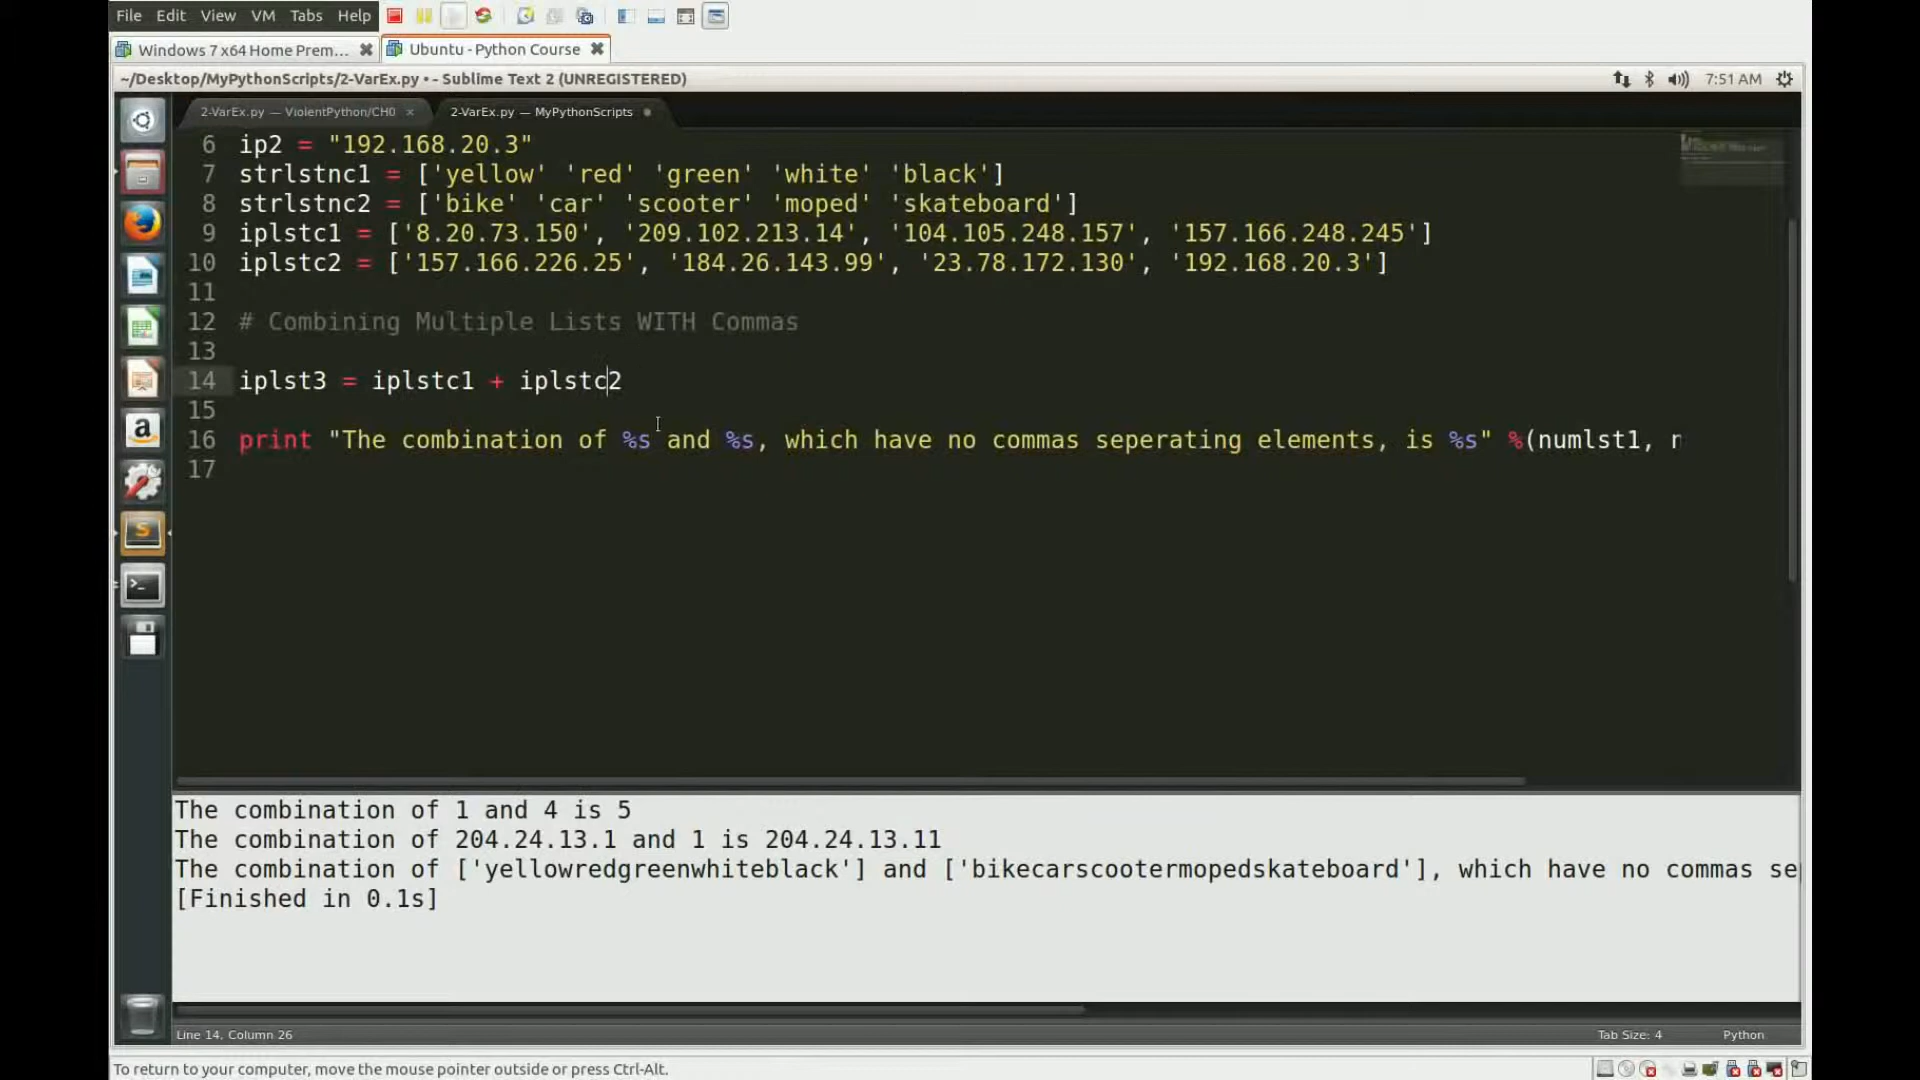 File Edit View VM Tabs Help
Windows 7 x64 Home Prem... Ubuntu - Python Course
~/Desktop/MyPythonScripts/2-VarEx.py • - Sublime Text 2 (UNREGISTERED) 7:51 AM
2-VarEx.py — ViolentPython/CH0 2-VarEx.py — MyPythonScripts
6 ip2 = "192.168.20.3"
7 strlstnc1 = ['yellow' 'red' 'green' 'white' 'black']
8 strlstnc2 = ['bike' 'car' 'scooter' 'moped' 'skateboard']
9 iplstc1 = ['8.20.73.150', '209.102.213.14', '104.105.248.157', '157.166.248.245']
10 iplstc2 = ['157.166.226.25', '184.26.143.99', '23.78.172.130', '192.168.20.3']
11
12 # Combining Multiple Lists WITH Commas
13
14 iplst3 = iplstc1 + iplstc2
15
16 print "The combination of %s and %s, which have no commas seperating elements, is %s" %(numlst1, n
17
The combination of 1 and 4 is 5
The combination of 204.24.13.1 and 1 is 204.24.13.11
The combination of ['yellowredgreenwhiteblack'] and ['bikecarscootermopedskateboard'], which have no commas se
[Finished in 0.1s]
Line 14, Column 26 Tab Size: 4 Python
To return to your computer, move the mouse pointer outside or press Ctrl-Alt.